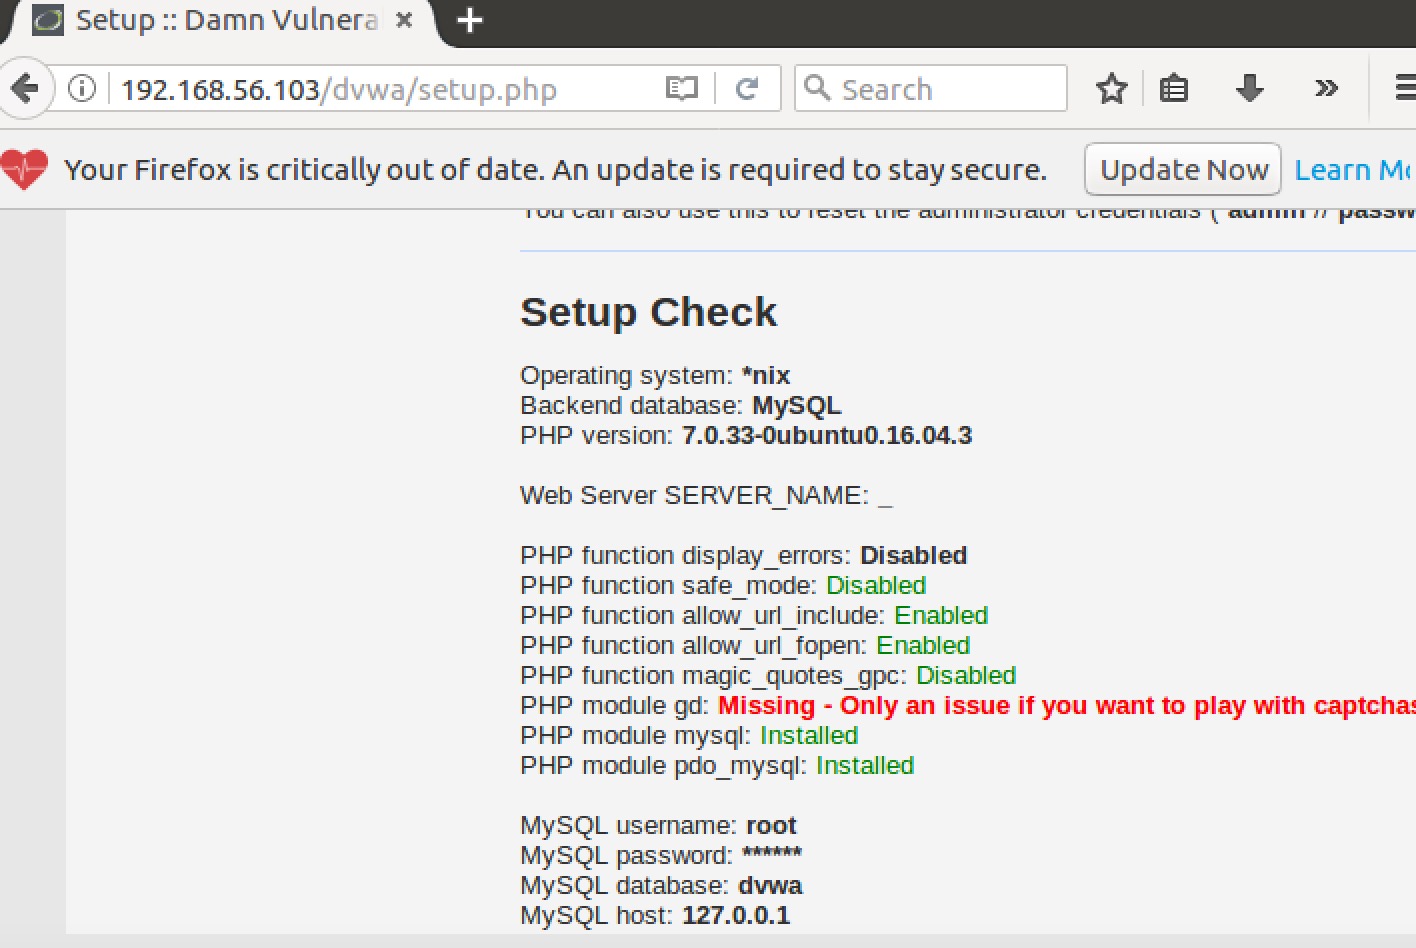 Setup :: Damn Vulnera
192.168.56.103/dvwa/setup.php
Search
Your Firefox is critically out of date. An update is required to stay secure.
Update Now
Learn Mo
You can also use this to reset the administrator credentials ( admin // passw
Setup Check
Operating system: *nix
Backend database: MySQL
PHP version: 7.0.33-0ubuntu0.16.04.3
Web Server SERVER_NAME: _
PHP function display_errors: Disabled
PHP function safe_mode: Disabled
PHP function allow_url_include: Enabled
PHP function allow_url_fopen: Enabled
PHP function magic_quotes_gpc: Disabled
PHP module gd: Missing - Only an issue if you want to play with captchas
PHP module mysql: Installed
PHP module pdo_mysql: Installed
MySQL username: root
MySQL password: ******
MySQL database: dvwa
MySQL host: 127.0.0.1